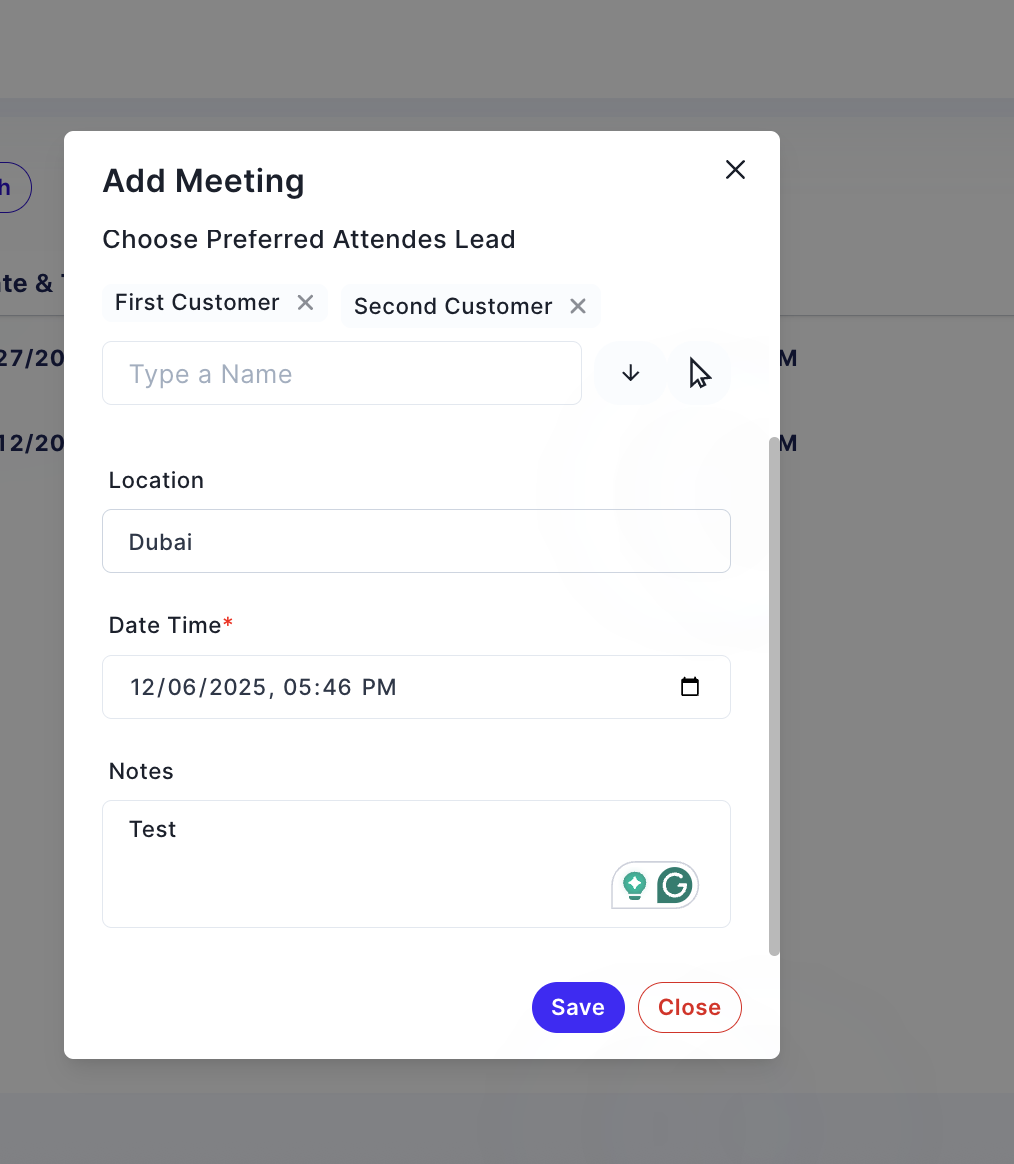 Add Meeting
h
Choose Preferred Attendes Lead
ate &
First Customer Second Customer
27/20 M
Type a Name
12/20 M
Location
Dubai
Date Time*
12/06/2025, 05:46 PM
Notes
Test
G
Save Close